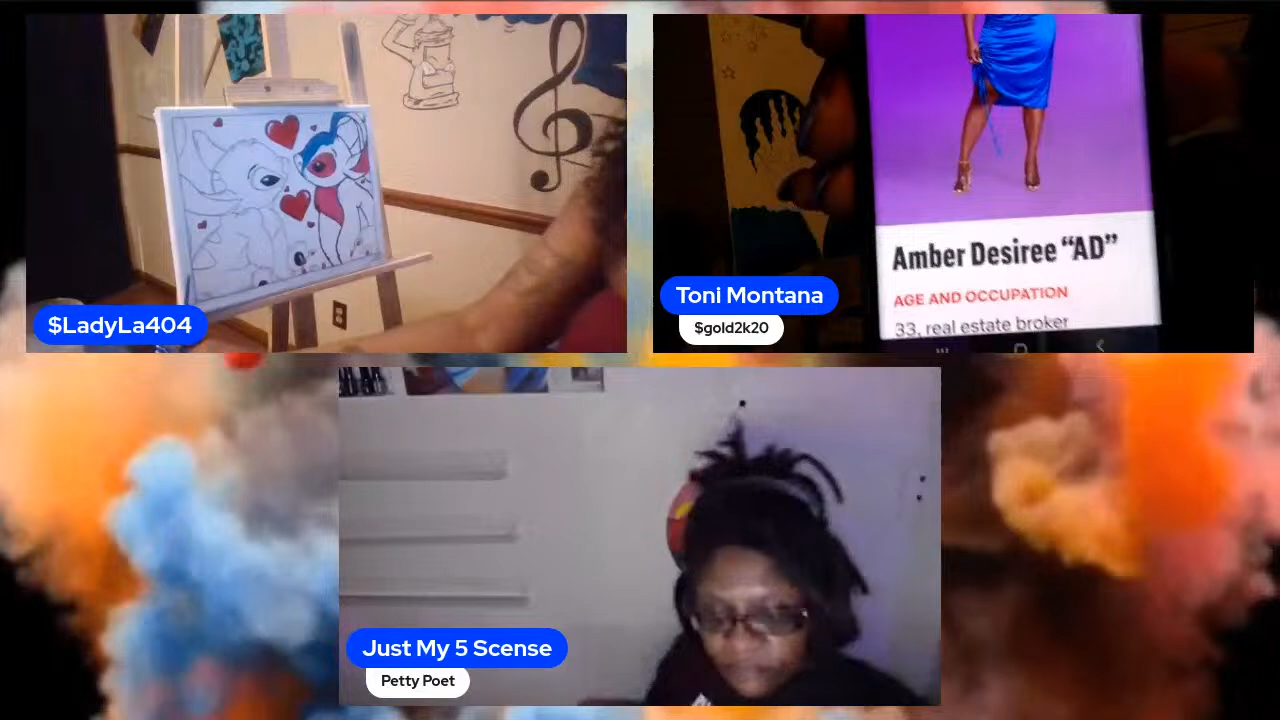 $LadyLa404
Amber Desiree “AD”
AGE AND OCCUPATION
33, real estate broker
Toni Montana
$gold2k20
Just My 5 Scense
Petty Poet